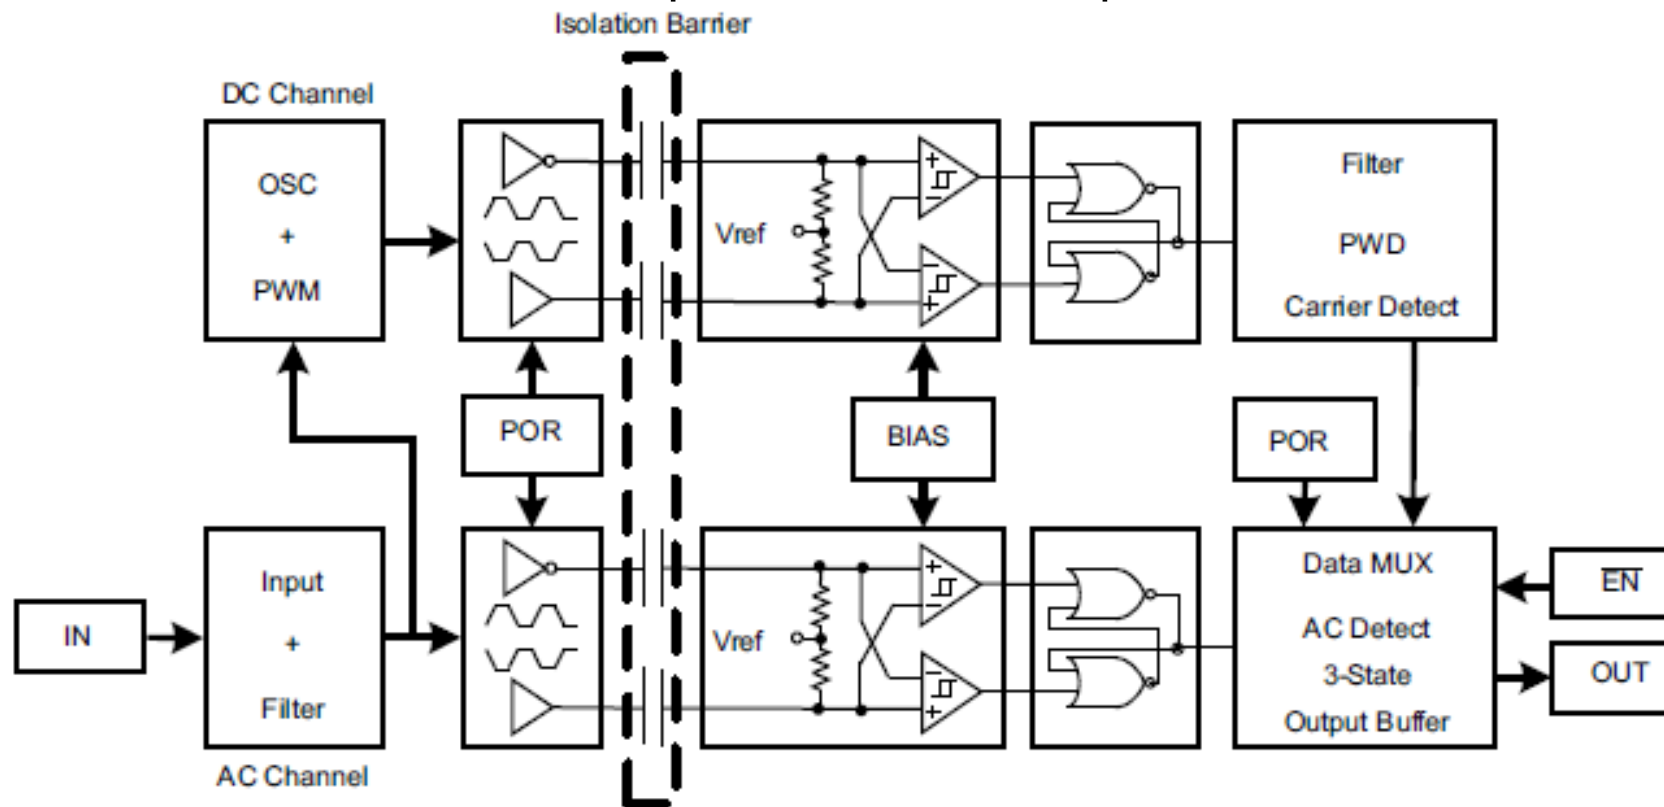 Isolation Barrier
DC Channel
OSC
+
PWM
Vref
+
−
−
+
Filter
PWD
Carrier Detect
POR
BIAS
POR
IN
Input
+
Filter
AC Channel
Vref
+
−
−
+
Data MUX
AC Detect
3-State
Output Buffer
E̅N̅
OUT